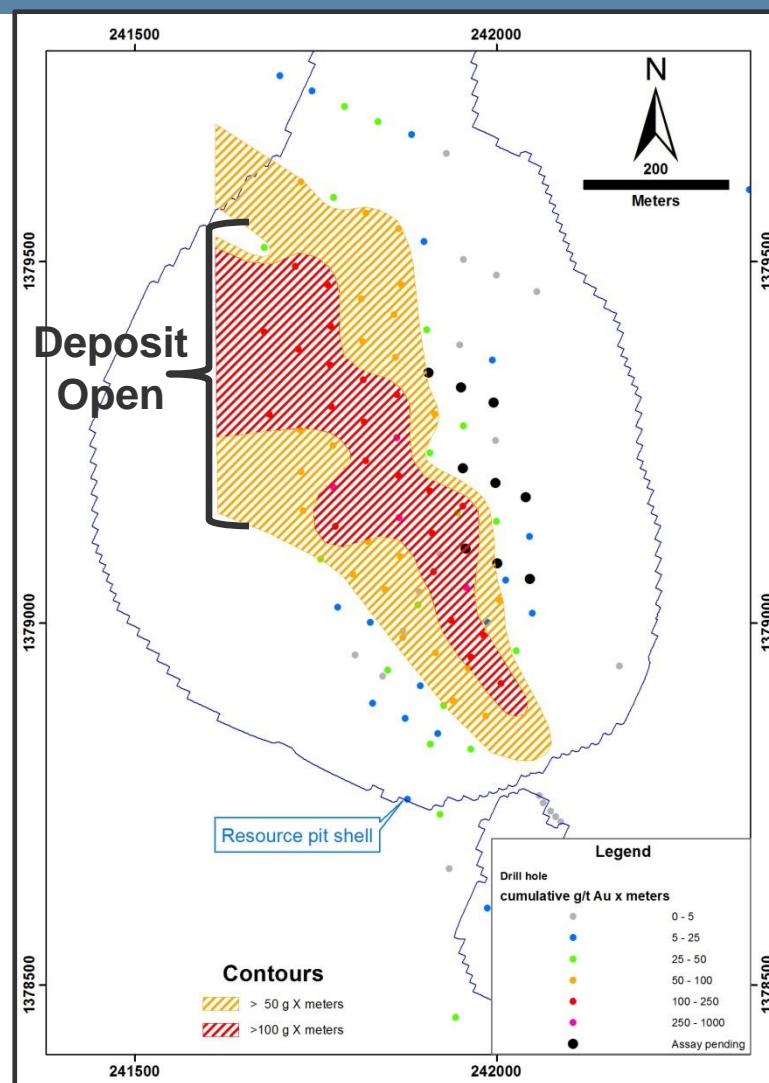 241500 242000
N
200
Meters
1379500 1379500
Deposit
Open
1379000 1379000
Resource pit shell
Legend
Drill hole
cumulative g/t Au x meters
0 - 5
5 - 25
25 - 50
50 - 100
100 - 250
250 - 1000
Assay pending
Contours
> 50 g X meters
>100 g X meters
1378500 1378500
241500 242000